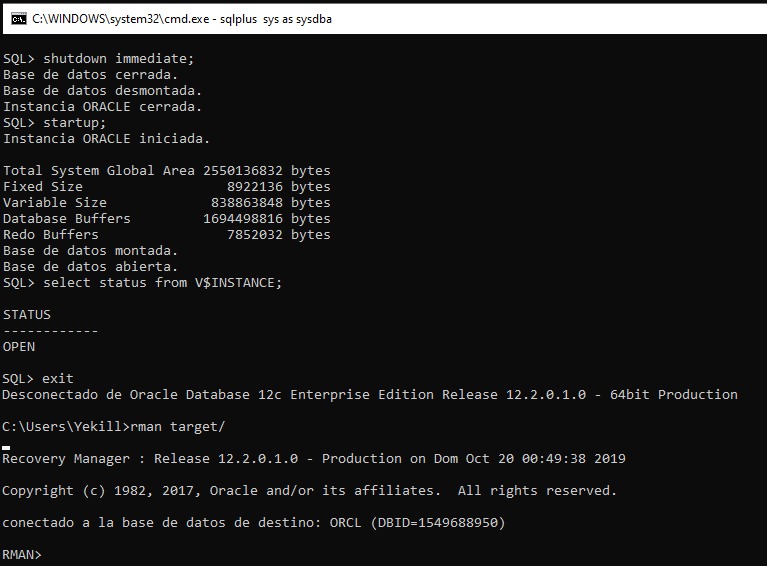 C:\WINDOWS\system32\cmd.exe - sqlplus  sys as sysdba
SQL> shutdown immediate;
Base de datos cerrada.
Base de datos desmontada.
Instancia ORACLE cerrada.
SQL> startup;
Instancia ORACLE iniciada.
Total System Global Area 2550136832 bytes
Fixed Size                  8922136 bytes
Variable Size             838863848 bytes
Database Buffers         1694498816 bytes
Redo Buffers                7852032 bytes
Base de datos montada.
Base de datos abierta.
SQL> select status from V$INSTANCE;
STATUS
------------
OPEN
SQL> exit
Desconectado de Oracle Database 12c Enterprise Edition Release 12.2.0.1.0 - 64bit Production
C:\Users\Yekill>rman target/
Recovery Manager : Release 12.2.0.1.0 - Production on Dom Oct 20 00:49:38 2019
Copyright (c) 1982, 2017, Oracle and/or its affiliates.  All rights reserved.
conectado a la base de datos de destino: ORCL (DBID=1549688950)
RMAN>